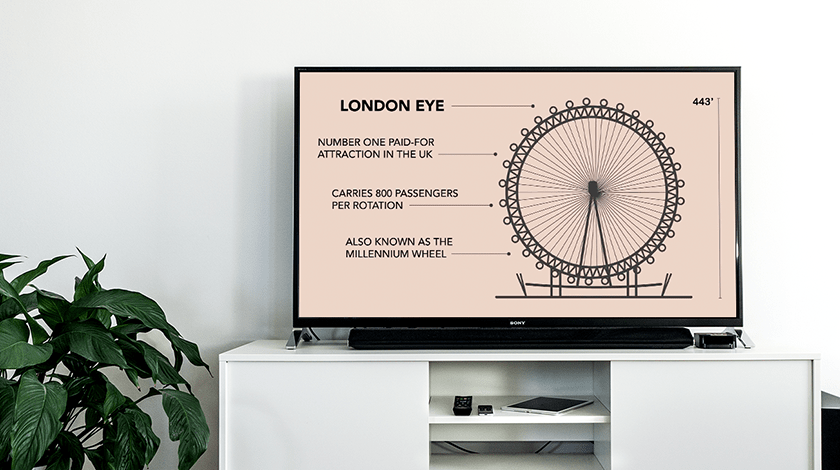 LONDON EYE
443'
NUMBER ONE PAID-FOR
ATTRACTION IN THE UK
CARRIES 800 PASSENGERS
PER ROTATION
ALSO KNOWN AS THE
MILLENNIUM WHEEL
SONY